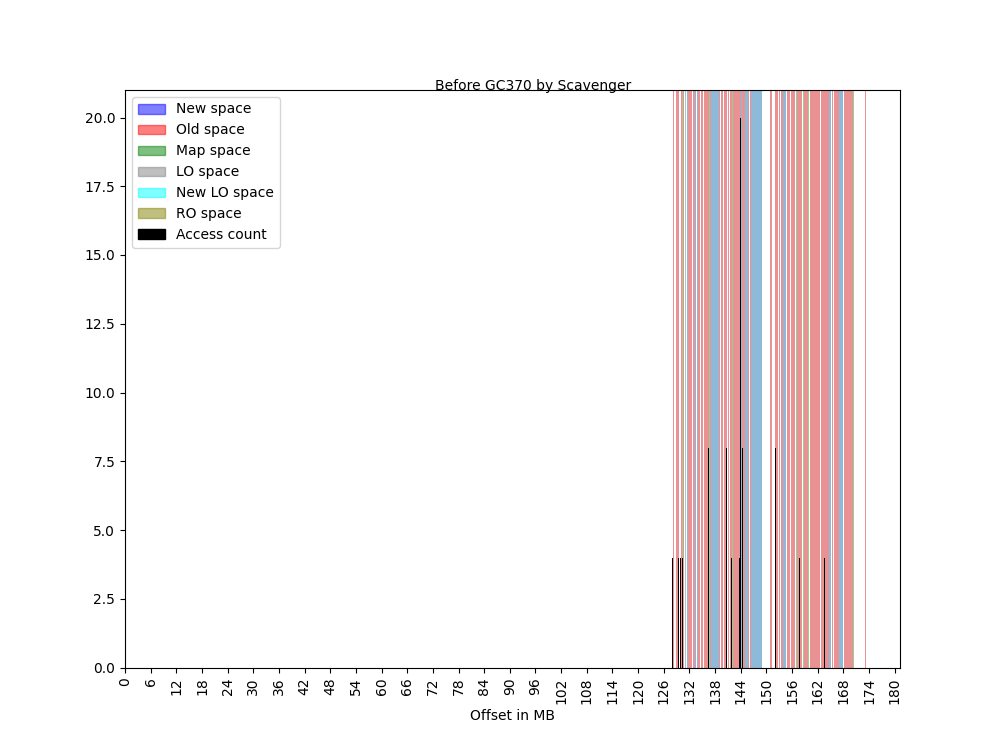 Before GC370 by Scavenger
New space
Old space
Map space
LO space
New LO space
RO space
Access count
20.0
17.5
15.0
12.5
10.0
7.5
5.0
2.5
0.0
0 6 12 18 24 30 36 42 48 54 60 66 72 78 84 90 96 102 108 114 120 126 132 138 144 150 156 162 168 174 180
Offset in MB